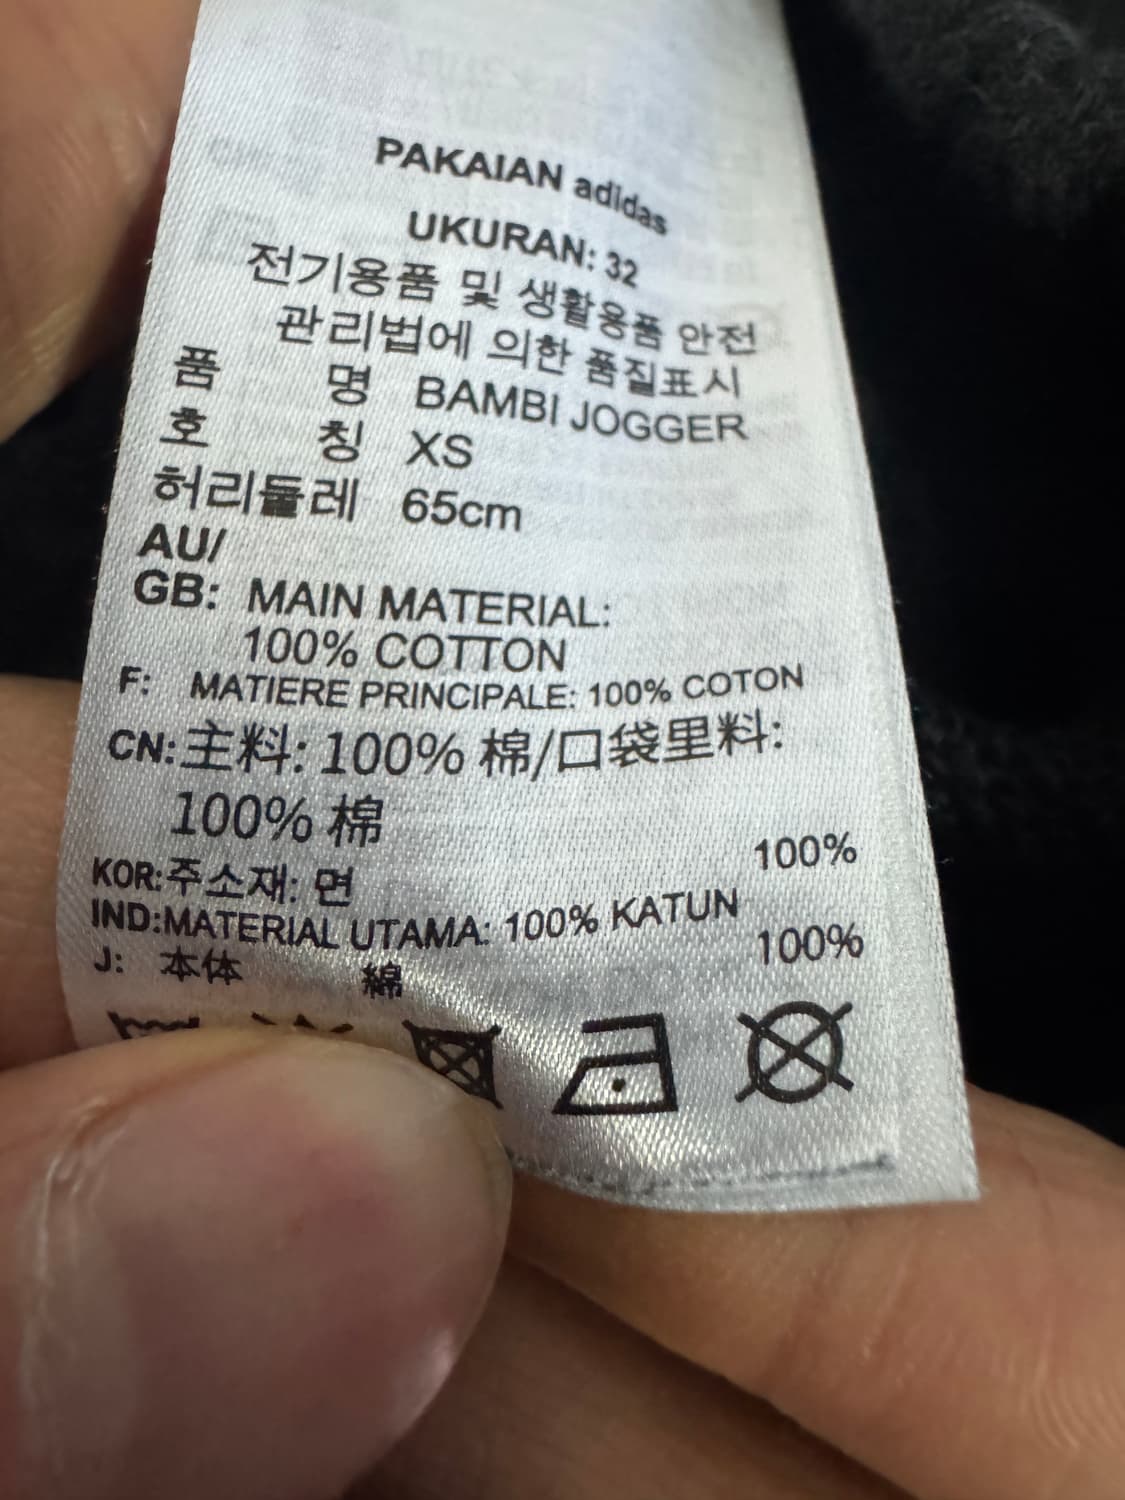 PAKAIAN adidas
UKURAN: 32
전기용품 및 생활용품 안전
관리법에 의한 품질표시
품 명 BAMBI JOGGER
호 칭 XS
허리둘레 65cm
AU/
GB: MAIN MATERIAL:
100% COTTON
F: MATIERE PRINCIPALE: 100% COTON
CN: 主料: 100% 棉/口袋里料:
100% 棉
KOR: 주소재: 면 100%
IND: MATERIAL UTAMA: 100% KATUN
J: 本体 綿 100%